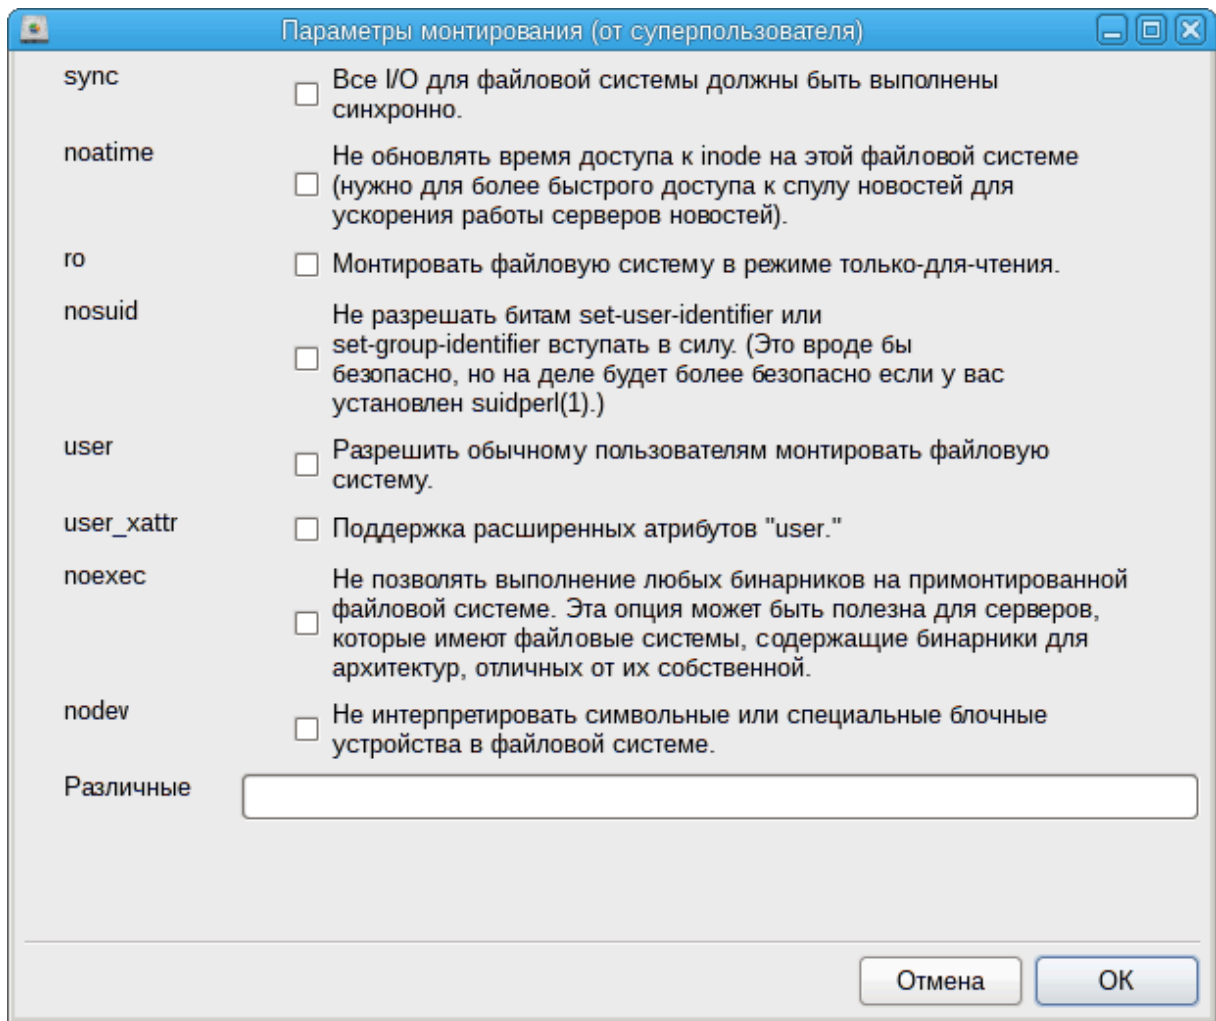 Параметры монтирования (от суперпользователя)
sync
Все I/O для файловой системы должны быть выполнены
синхронно.
noatime
Не обновлять время доступа к inode на этой файловой системе
(нужно для более быстрого доступа к спулу новостей для
ускорения работы серверов новостей).
ro
Монтировать файловую систему в режиме только-для-чтения.
nosuid
Не разрешать битам set-user-identifier или
set-group-identifier вступать в силу. (Это вроде бы
безопасно, но на деле будет более безопасно если у вас
установлен suidperl(1).)
user
Разрешить обычному пользователям монтировать файловую
систему.
user_xattr
Поддержка расширенных атрибутов "user."
noexec
Не позволять выполнение любых бинарников на примонтированной
файловой системе. Эта опция может быть полезна для серверов,
которые имеют файловые системы, содержащие бинарники для
архитектур, отличных от их собственной.
nodev
Не интерпретировать символьные или специальные блочные
устройства в файловой системе.
Различные
Отмена
ОК